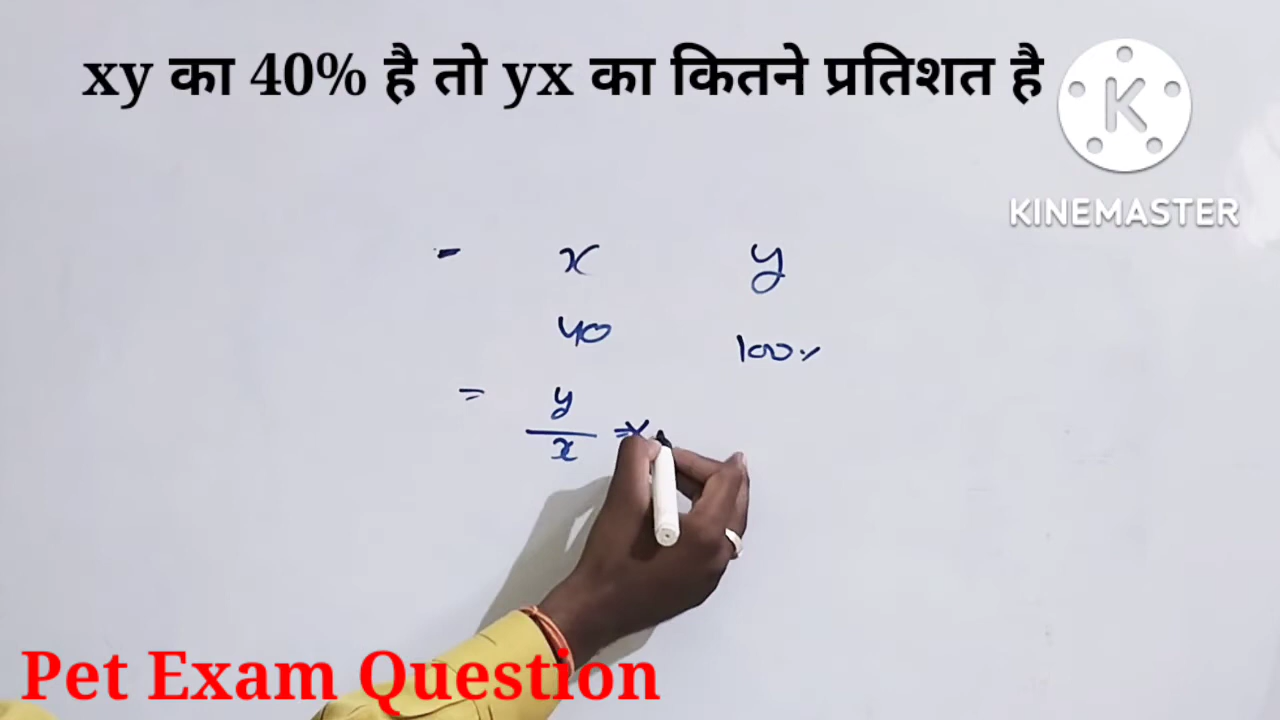 xy का 40% है तो yx का कितने प्रतिशत है
K
KINEMASTER
- x y
40 100%
= y
x =x
Pet Exam Question